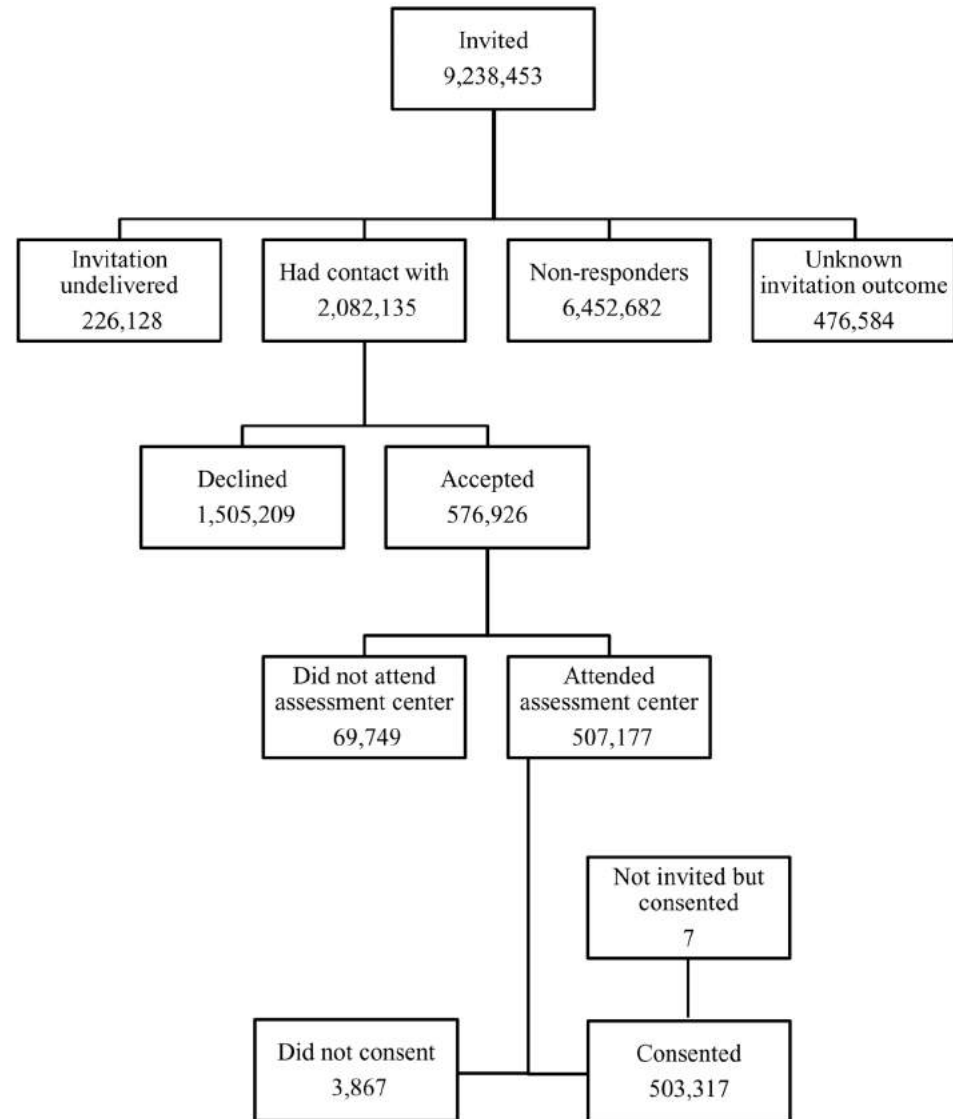 Invited
9,238,453
Invitation
undelivered
226,128
Had contact with
2,082,135
Non-responders
6,452,682
Unknown
invitation outcome
476,584
Declined
1,505,209
Accepted
576,926
Did not attend
assessment center
69,749
Attended
assessment center
507,177
Not invited but
consented
7
Did not consent
3,867
Consented
503,317